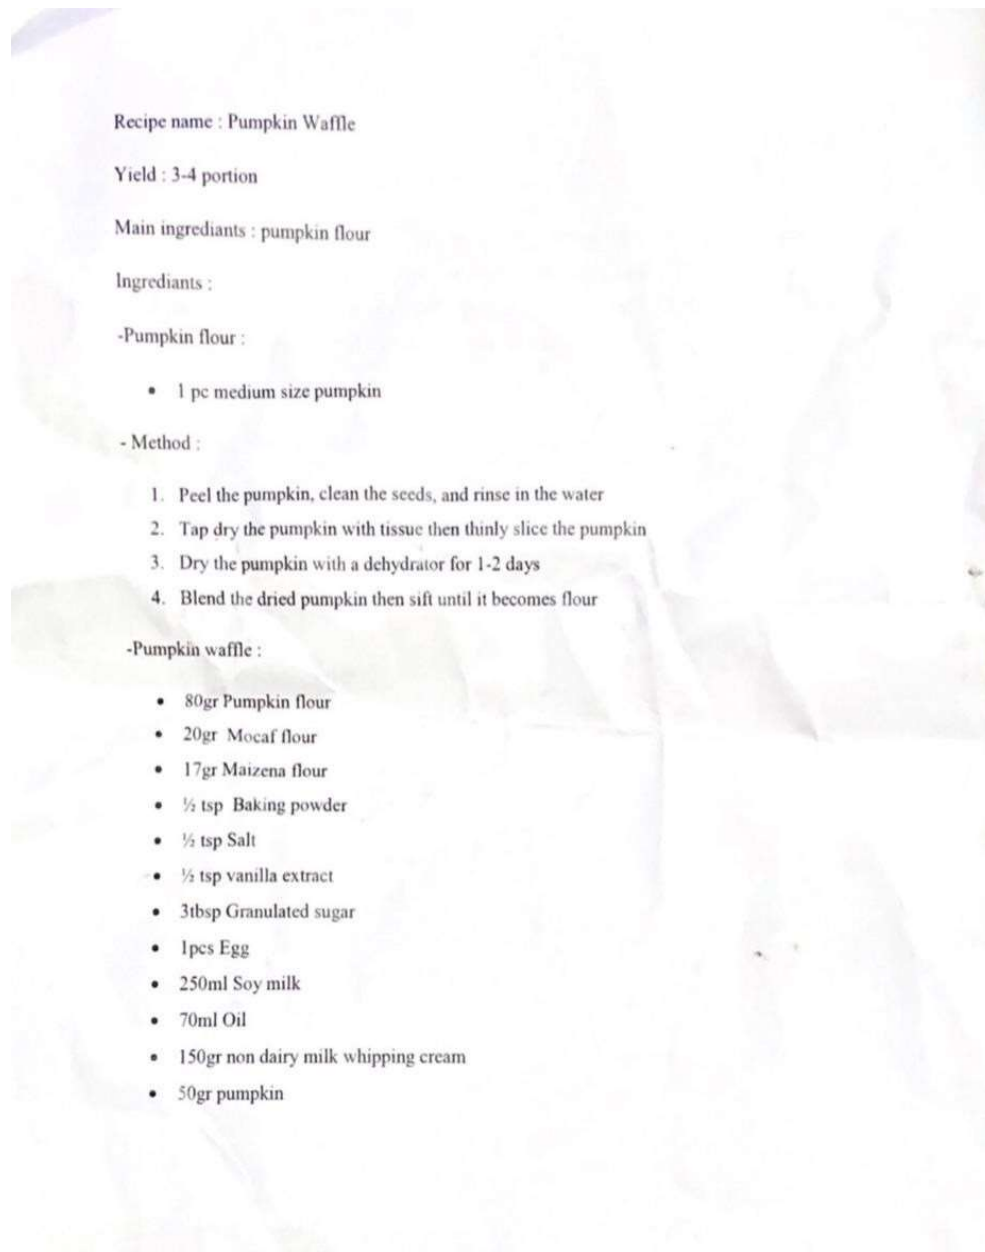 Recipe name : Pumpkin Waffle
Yield : 3-4 portion
Main ingrediants : pumpkin flour
Ingrediants :
-Pumpkin flour :
• 1 pc medium size pumpkin
- Method :
1. Peel the pumpkin, clean the seeds, and rinse in the water
2. Tap dry the pumpkin with tissue then thinly slice the pumpkin
3. Dry the pumpkin with a dehydrator for 1-2 days
4. Blend the dried pumpkin then sift until it becomes flour
-Pumpkin waffle :
• 80gr Pumpkin flour
• 20gr Mocaf flour
• 17gr Maizena flour
• ½ tsp Baking powder
• ½ tsp Salt
• ½ tsp vanilla extract
• 3tbsp Granulated sugar
• 1pcs Egg
• 250ml Soy milk
• 70ml Oil
• 150gr non dairy milk whipping cream
• 50gr pumpkin